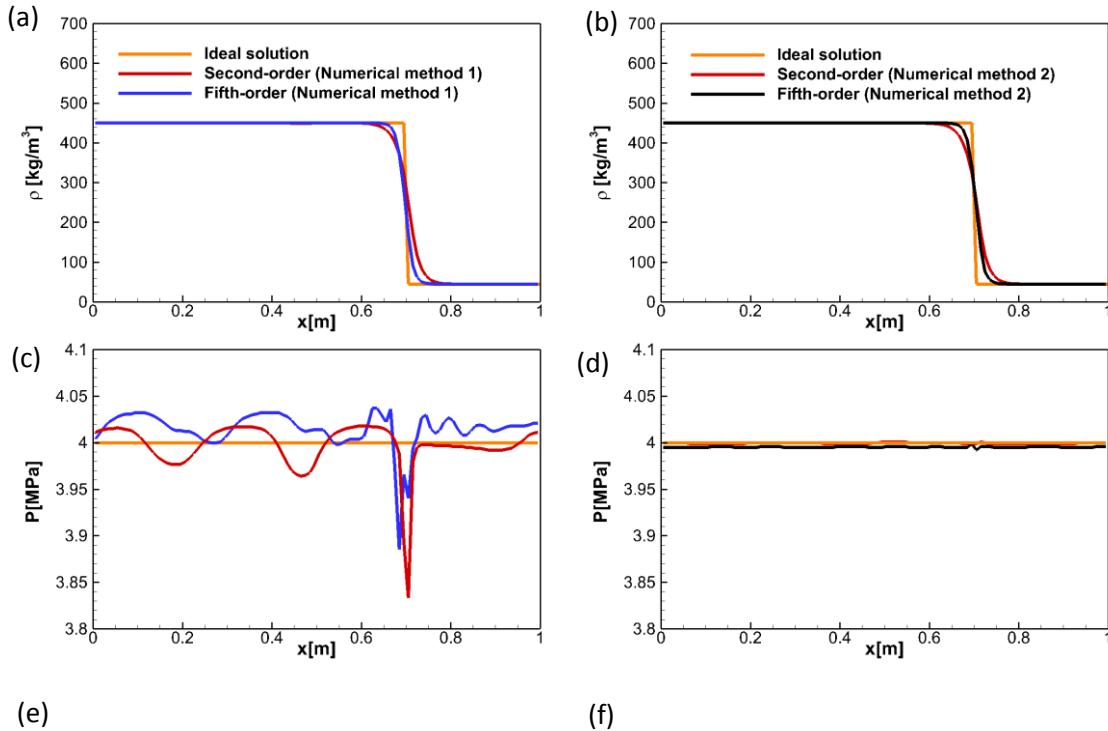 (a)
700
600
500
400
300
200
100
0
ρ [kg/m³]
Ideal solution
Second-order (Numerical method 1)
Fifth-order (Numerical method 1)
0 0.2 0.4 0.6 0.8 1
x[m]
(b)
700
600
500
400
300
200
100
0
ρ [kg/m³]
Ideal solution
Second-order (Numerical method 2)
Fifth-order (Numerical method 2)
0 0.2 0.4 0.6 0.8 1
x[m]
(c)
4.1
4.05
4
3.95
3.9
3.85
3.8
P[MPa]
0 0.2 0.4 0.6 0.8 1
x[m]
(d)
4.1
4.05
4
3.95
3.9
3.85
3.8
P[MPa]
0 0.2 0.4 0.6 0.8 1
x[m]
(e)
(f)